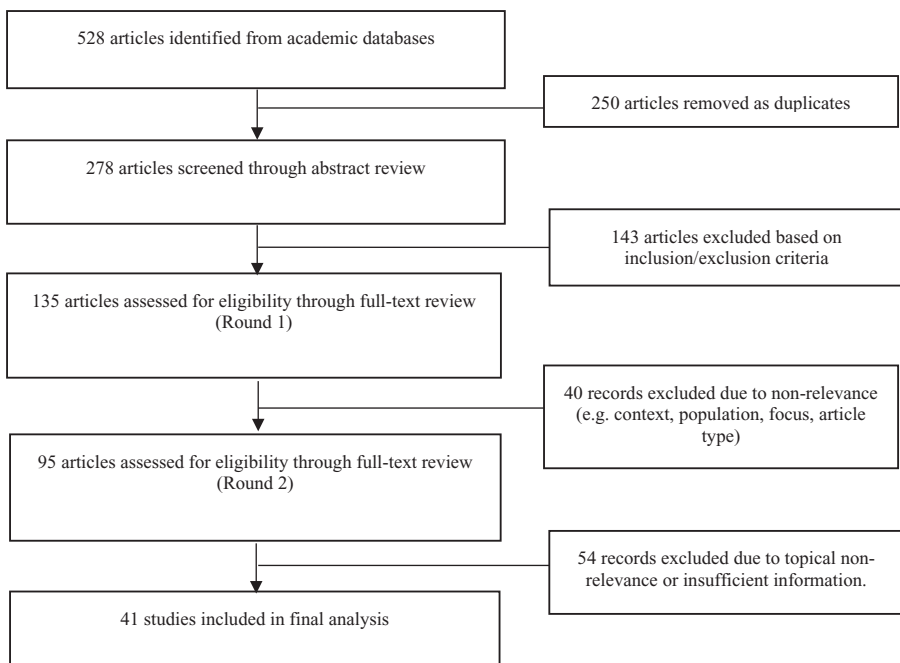 528 articles identified from academic databases
250 articles removed as duplicates
278 articles screened through abstract review
143 articles excluded based on
inclusion/exclusion criteria
135 articles assessed for eligibility through full-text review
(Round 1)
40 records excluded due to non-relevance
(e.g. context, population, focus, article
type)
95 articles assessed for eligibility through full-text review
(Round 2)
54 records excluded due to topical non-
relevance or insufficient information.
41 studies included in final analysis